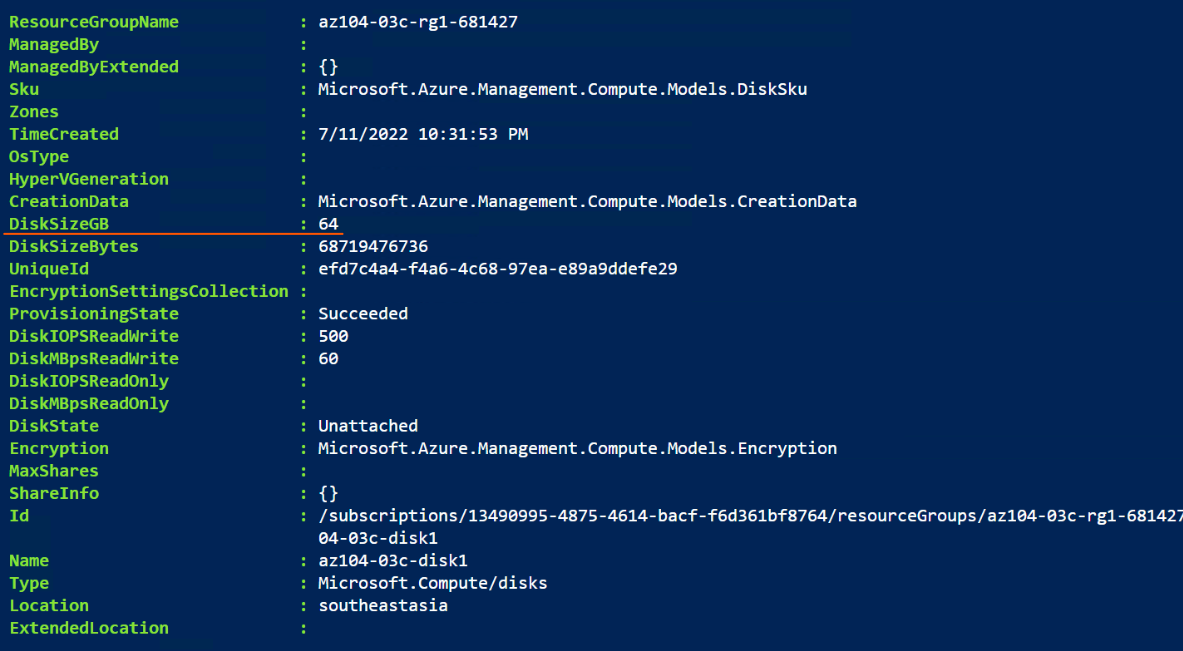 ResourceGroupName : az104-03c-rg1-681427
ManagedBy :
ManagedByExtended : {}
Sku : Microsoft.Azure.Management.Compute.Models.DiskSku
Zones :
TimeCreated : 7/11/2022 10:31:53 PM
OsType :
HyperVGeneration :
CreationData : Microsoft.Azure.Management.Compute.Models.CreationData
DiskSizeGB : 64
DiskSizeBytes : 68719476736
UniqueId : efd7c4a4-f4a6-4c68-97ea-e89a9ddefe29
EncryptionSettingsCollection :
ProvisioningState : Succeeded
DiskIOPSReadWrite : 500
DiskMBpsReadWrite : 60
DiskIOPSReadOnly :
DiskMBpsReadOnly :
DiskState : Unattached
Encryption : Microsoft.Azure.Management.Compute.Models.Encryption
MaxShares :
ShareInfo : {}
Id : /subscriptions/13490995-4875-4614-bacf-f6d361bf8764/resourceGroups/az104-03c-rg1-681427
04-03c-disk1
Name : az104-03c-disk1
Type : Microsoft.Compute/disks
Location : southeastasia
ExtendedLocation :